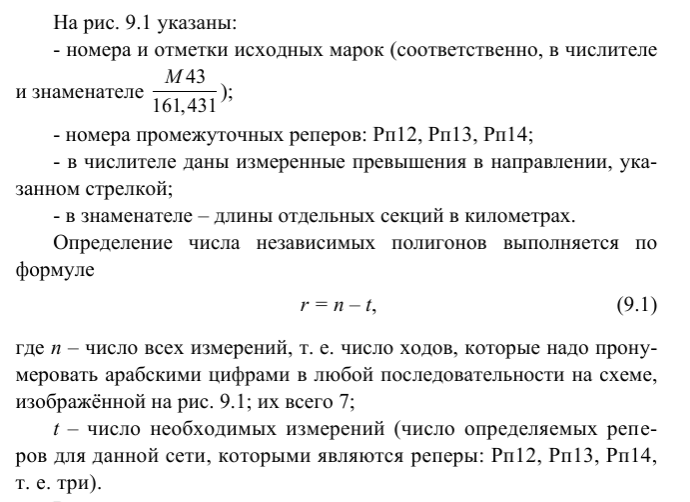 На рис. 9.1 указаны:
- номера и отметки исходных марок (соответственно, в числителе
и знаменателе M 43 / 161,431);
- номера промежуточных реперов: Рп12, Рп13, Рп14;
- в числителе даны измеренные превышения в направлении, ука-
занном стрелкой;
- в знаменателе – длины отдельных секций в километрах.
Определение числа независимых полигонов выполняется по
формуле
r = n – t, (9.1)
где n – число всех измерений, т. е. число ходов, которые надо прону-
меровать арабскими цифрами в любой последовательности на схеме,
изображённой на рис. 9.1; их всего 7;
t – число необходимых измерений (число определяемых репе-
ров для данной сети, которыми являются реперы: Рп12, Рп13, Рп14,
т. е. три).